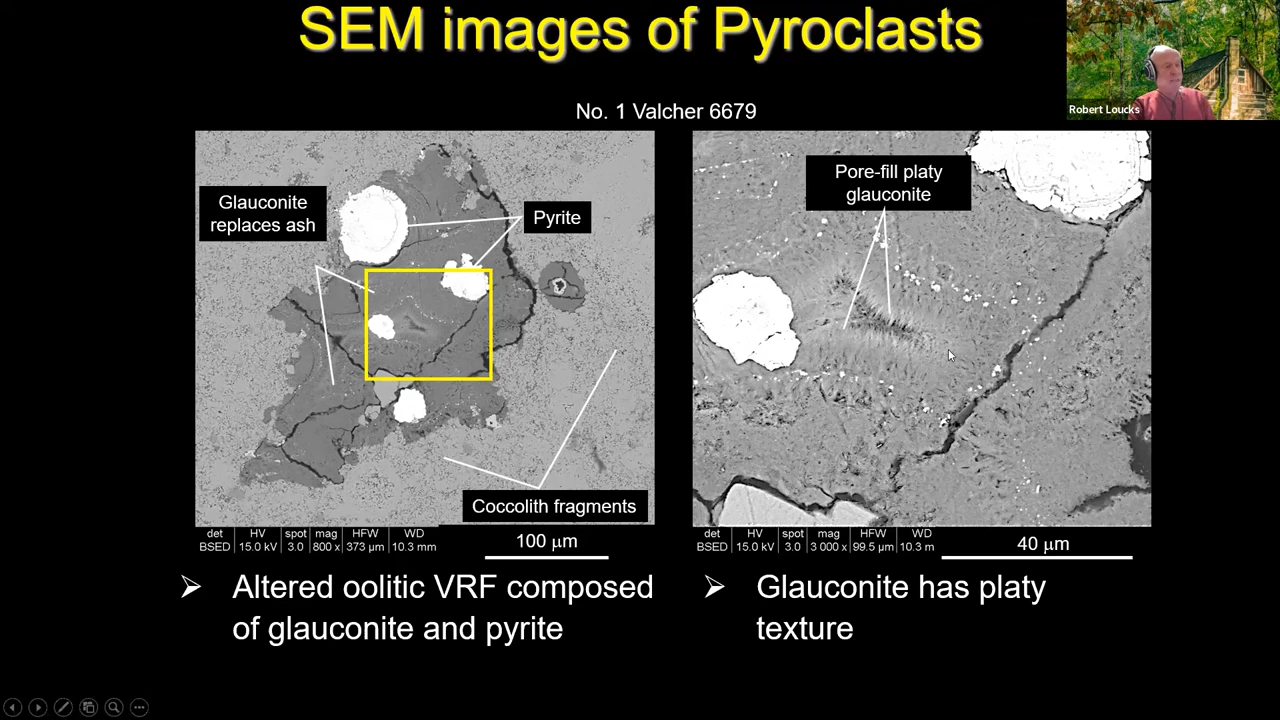 SEM images of Pyroclasts
Robert Loucks
No. 1 Valcher 6679
Glauconite
replaces ash
Pyrite
Coccolith fragments
Pore-fill platy
glauconite
det HV spot mag HFW WD
BSED 15.0 kV 3.0 800 x 373 µm 10.3 mm
100 µm
det HV spot mag HFW WD
BSED 15.0 kV 3.0 3 000 x 99.5 µm 10.3 m
40 µm
➢ Altered oolitic VRF composed
of glauconite and pyrite
➢ Glauconite has platy
texture